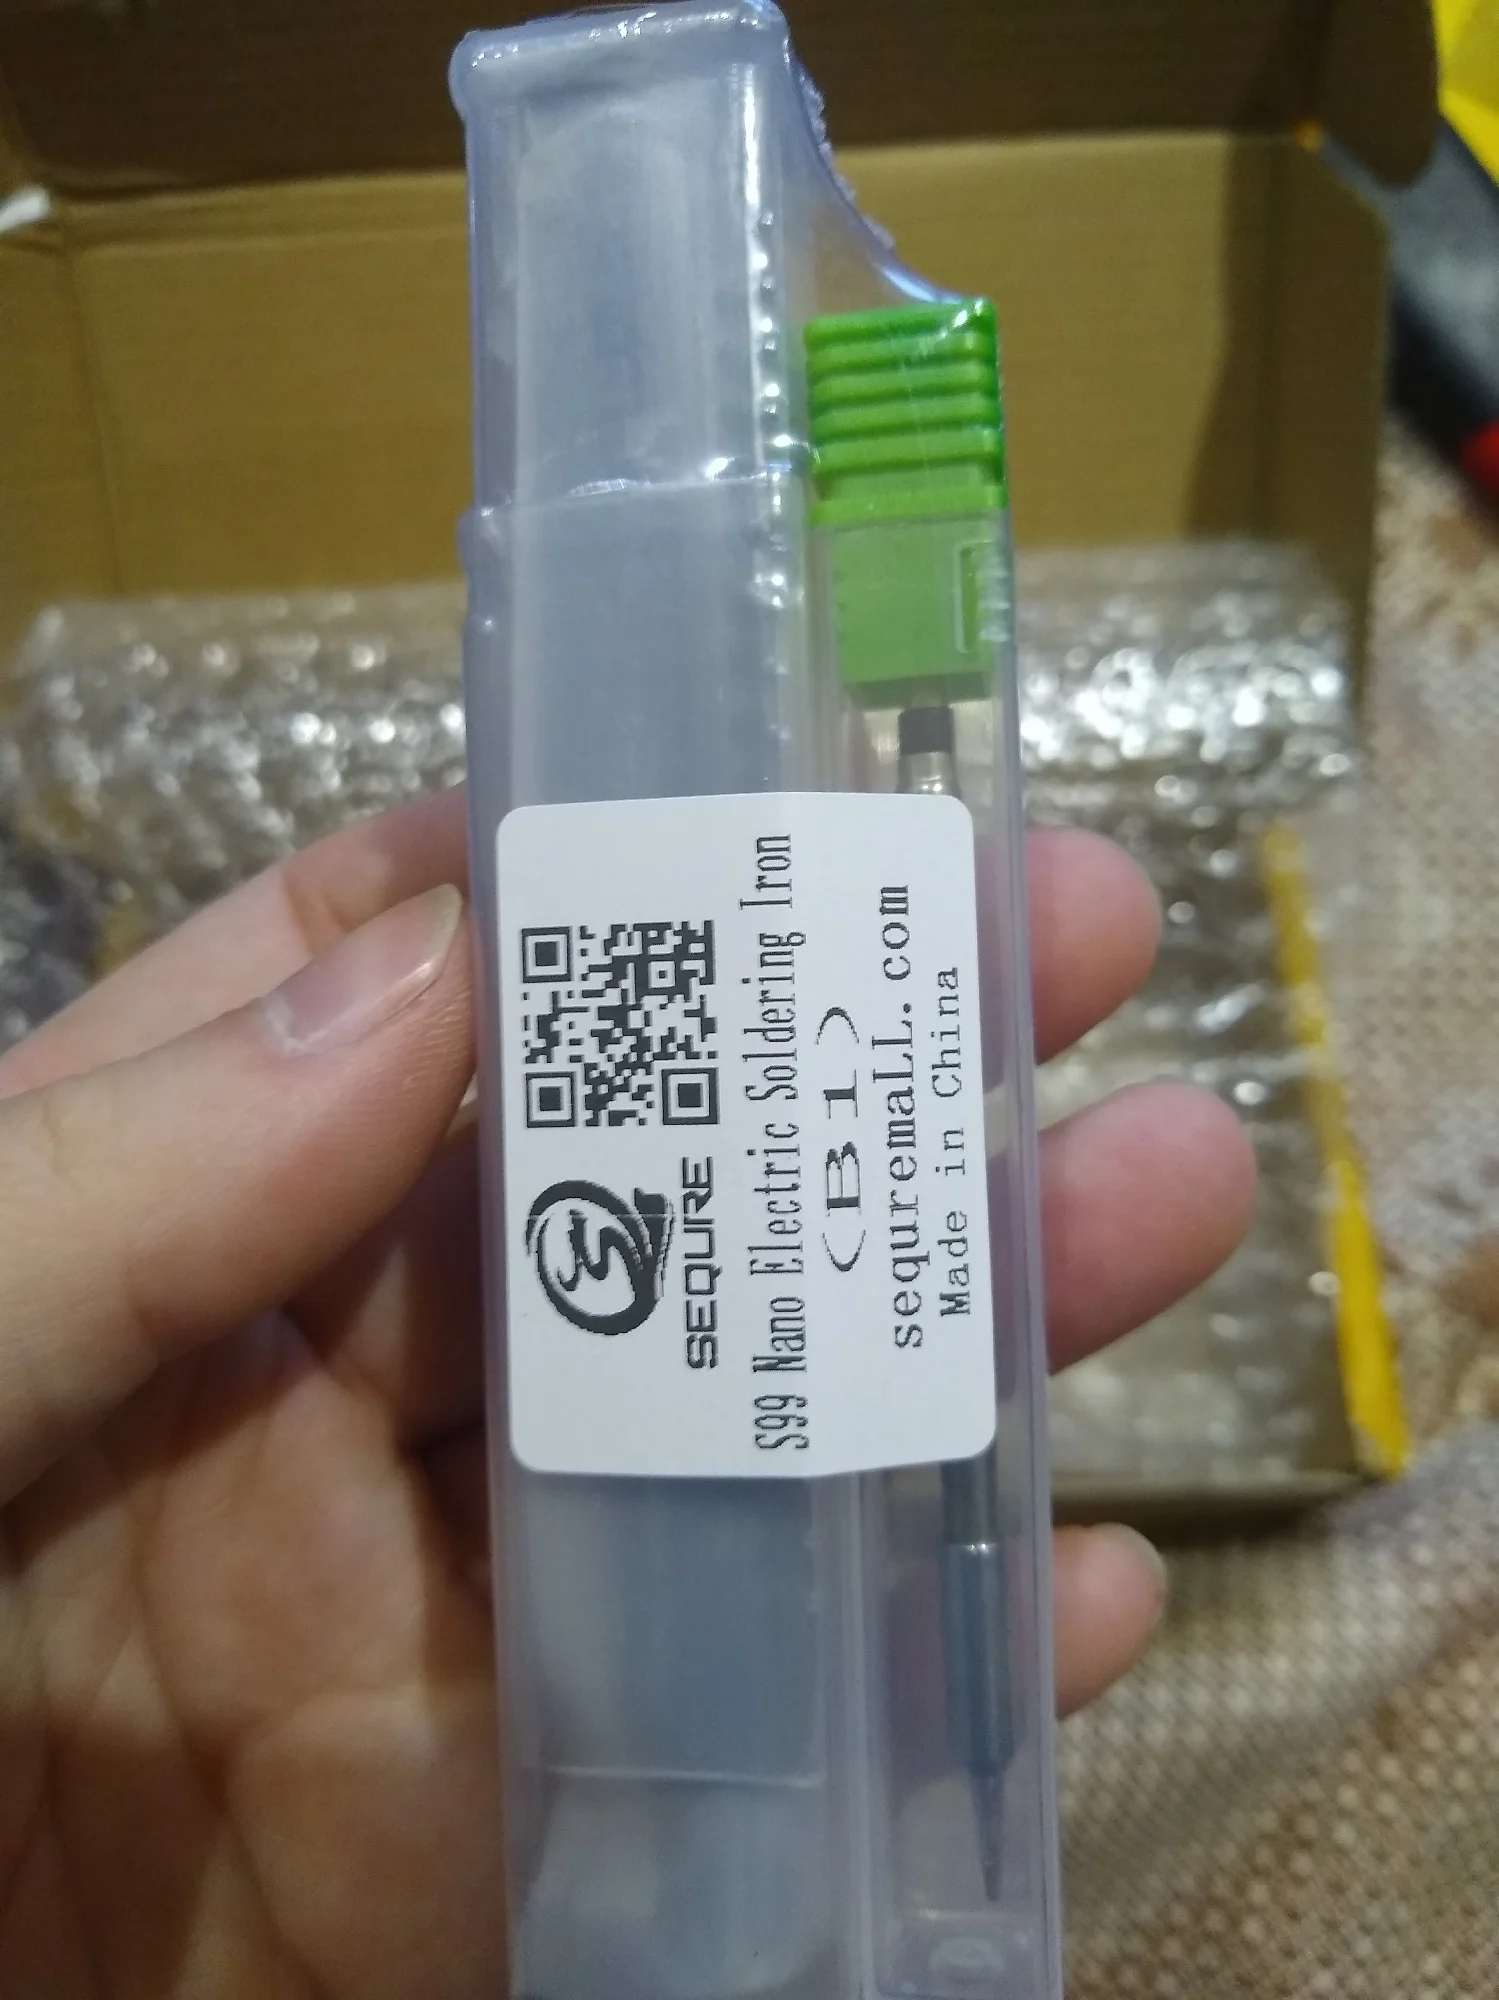 SEQURE
S99 Nano Electric Soldering Iron
(B1)
sequremaLL.com
Made in China